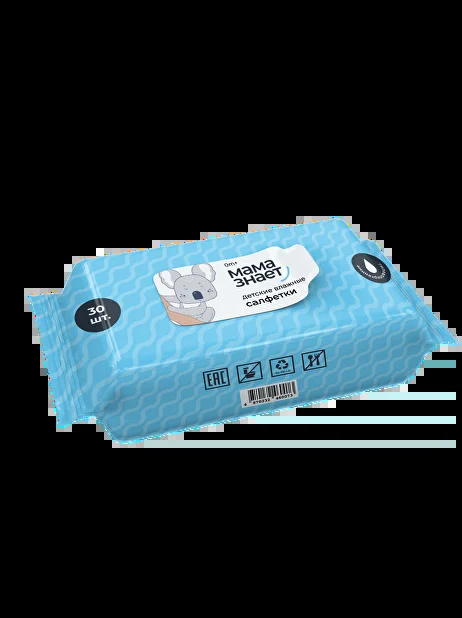 0m+
мама
знает
детские влажные
салфетки
30
шт.
EAC